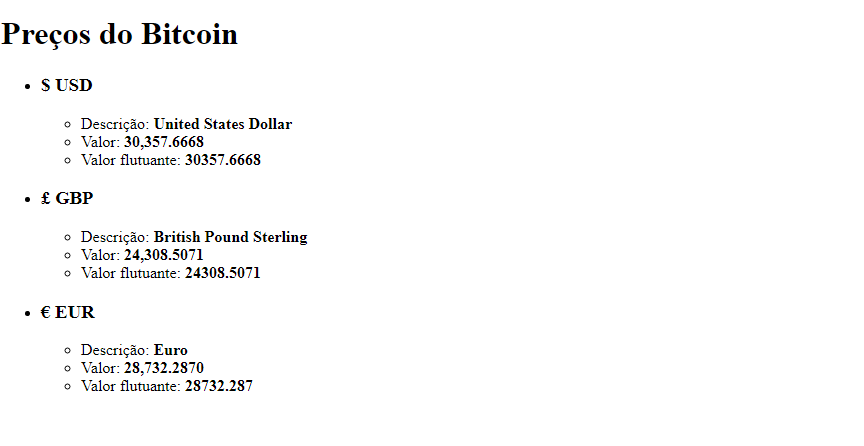 Preços do Bitcoin
$ USD
Descrição: United States Dollar
Valor: 30,357.6668
Valor flutuante: 30357.6668
£ GBP
Descrição: British Pound Sterling
Valor: 24,308.5071
Valor flutuante: 24308.5071
€ EUR
Descrição: Euro
Valor: 28,732.2870
Valor flutuante: 28732.287